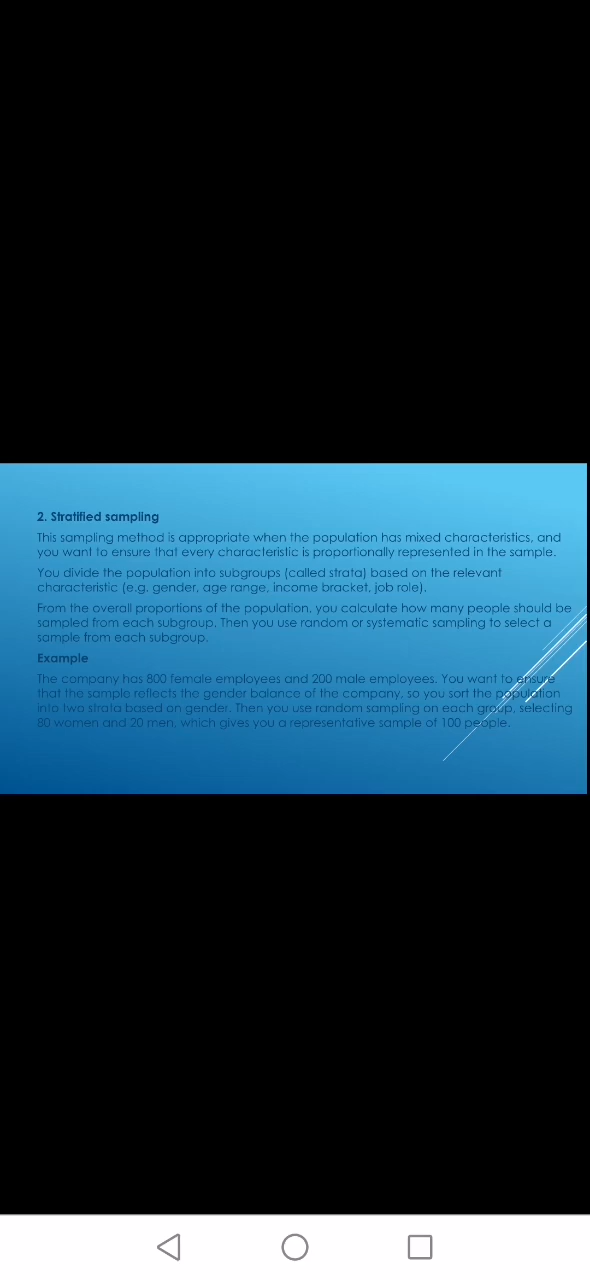 2. Stratified sampling
This sampling method is appropriate when the population has mixed characteristics, and
you want to ensure that every characteristic is proportionally represented in the sample.
You divide the population into subgroups (called strata) based on the relevant
characteristic (e.g. gender, age range, income bracket, job role).
From the overall proportions of the population, you calculate how many people should be
sampled from each subgroup. Then you use random or systematic sampling to select a
sample from each subgroup.
Example
The company has 800 female employees and 200 male employees. You want to ensure
that the sample reflects the gender balance of the company, so you sort the population
into two strata based on gender. Then you use random sampling on each group, selecting
80 women and 20 men, which gives you a representative sample of 100 people.